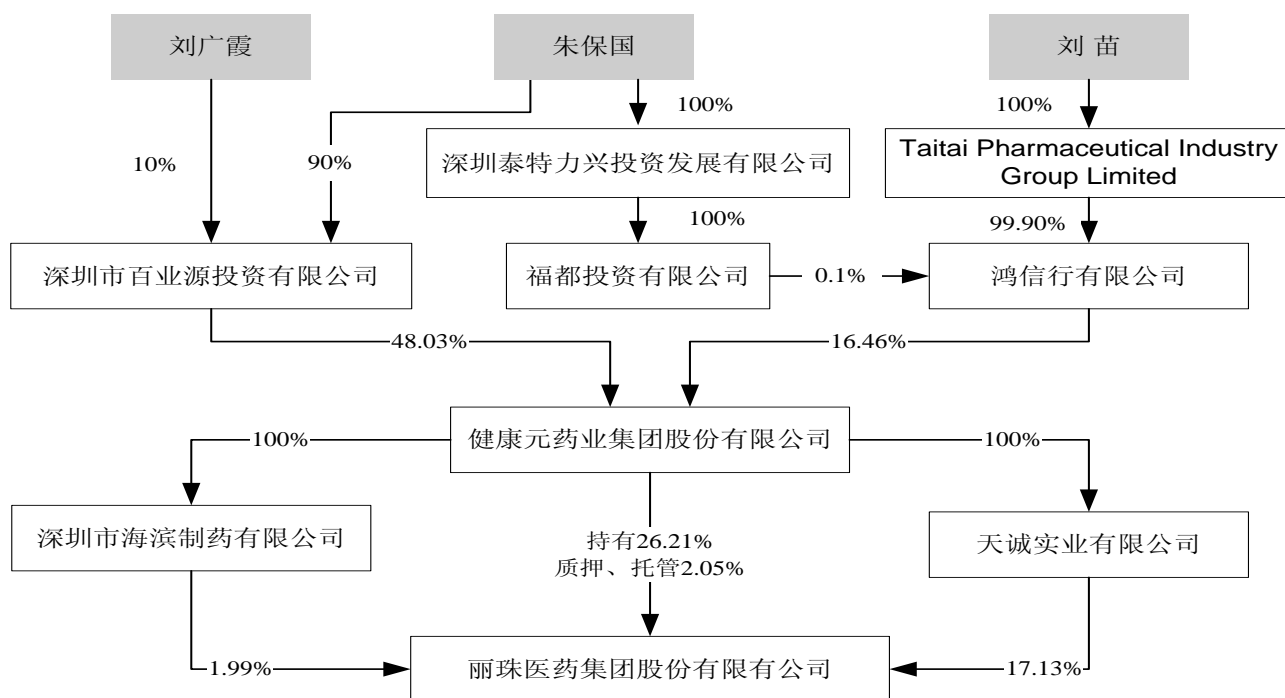 刘广霞
朱保国
刘 苗
100%
100%
10%
90%
深圳泰特力兴投资发展有限公司
Taitai Pharmaceutical Industry
Group Limited
100%
99.90%
深圳市百业源投资有限公司
福都投资有限公司
0.1%
鸿信行有限公司
48.03%
16.46%
健康元药业集团股份有限公司
100%
100%
深圳市海滨制药有限公司
持有26.21%
质押、托管2.05%
天诚实业有限公司
1.99%
丽珠医药集团股份有限有公司
17.13%